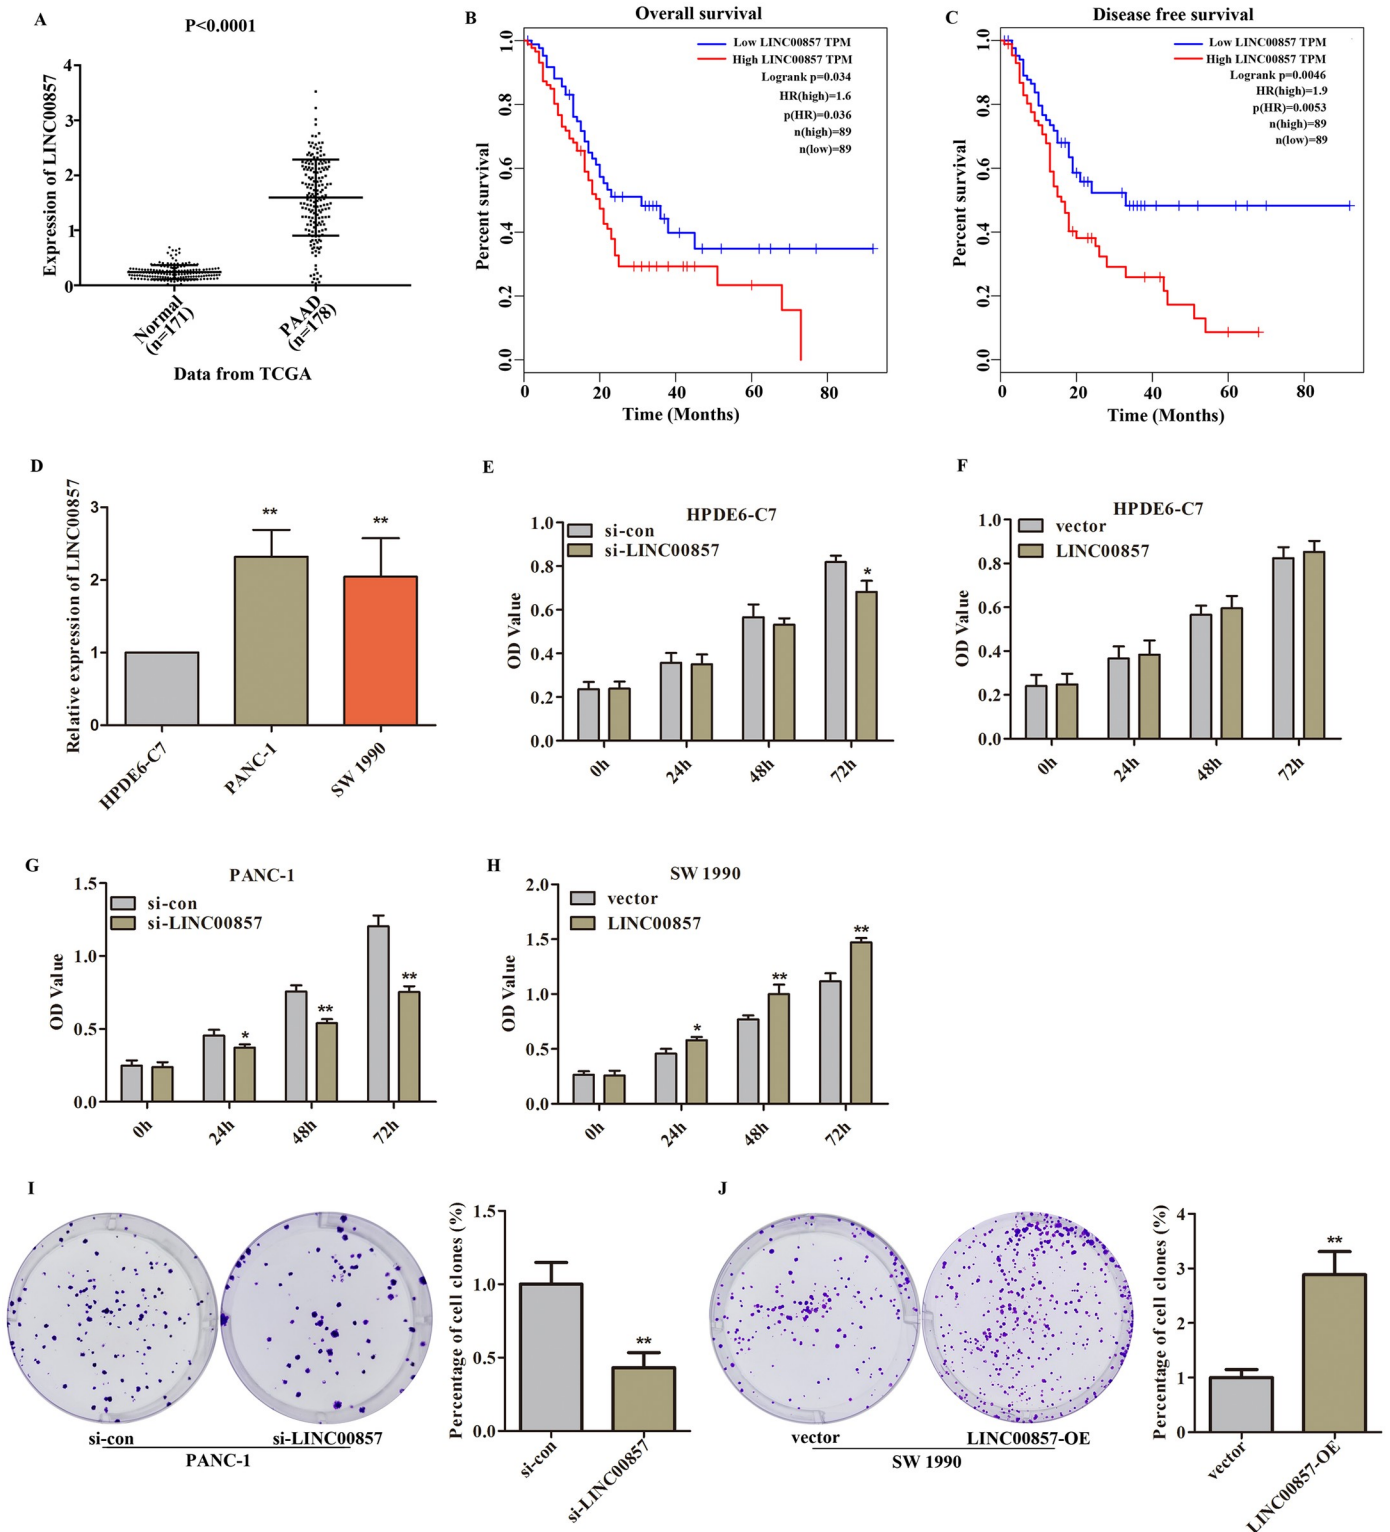 A
P<0.0001
Expression of LINC00857
4
3
2
1
0
Normal
(n=171)
PAAD
(n=178)
Data from TCGA
B
Overall survival
Low LINC00857 TPM
High LINC00857 TPM
Logrank p=0.034
HR(high)=1.6
p(HR)=0.036
n(high)=89
n(low)=89
Percent survival
1.0
0.8
0.6
0.4
0.2
0.0
0 20 40 60 80
Time (Months)
C
Disease free survival
Low LINC00857 TPM
High LINC00857 TPM
Logrank p=0.0046
HR(high)=1.9
p(HR)=0.0053
n(high)=89
n(low)=89
Percent survival
1.0
0.8
0.6
0.4
0.2
0.0
0 20 40 60 80
Time (Months)
D
Relative expression of LINC00857
3
2
1
0
**
**
HPDE6-C7
PANC-1
SW 1990
E
HPDE6-C7
si-con
si-LINC00857
OD Value
1.0
0.8
0.6
0.4
0.2
0.0
*
0h 24h 48h 72h
F
HPDE6-C7
vector
LINC00857
OD Value
1.0
0.8
0.6
0.4
0.2
0.0
0h 24h 48h 72h
G
PANC-1
si-con
si-LINC00857
OD Value
1.5
1.0
0.5
0.0
*
**
**
0h 24h 48h 72h
H
SW 1990
vector
LINC00857
OD Value
2.0
1.5
1.0
0.5
0.0
*
**
**
0h 24h 48h 72h
I
si-con
si-LINC00857
PANC-1
Percentage of cell clones (%)
1.5
1.0
0.5
0.0
**
si-con
si-LINC00857
J
vector
LINC00857-OE
SW 1990
Percentage of cell clones (%)
4
3
2
1
0
**
vector
LINC00857-OE